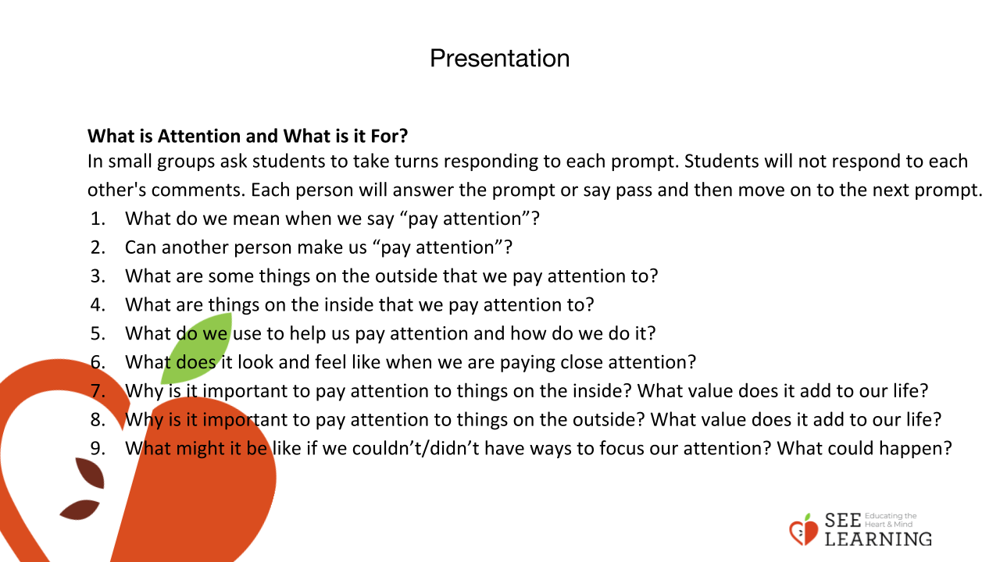 Presentation
What is Attention and What is it For?
In small groups ask students to take turns responding to each prompt. Students will not respond to each
other's comments. Each person will answer the prompt or say pass and then move on to the next prompt.
1. What do we mean when we say “pay attention”?
2. Can another person make us “pay attention”?
3. What are some things on the outside that we pay attention to?
4. What are things on the inside that we pay attention to?
5. What do we use to help us pay attention and how do we do it?
6. What does it look and feel like when we are paying close attention?
7. Why is it important to pay attention to things on the inside? What value does it add to our life?
8. Why is it important to pay attention to things on the outside? What value does it add to our life?
9. What might it be like if we couldn’t/didn’t have ways to focus our attention? What could happen?
SEE Educating the
Heart & Mind
LEARNING